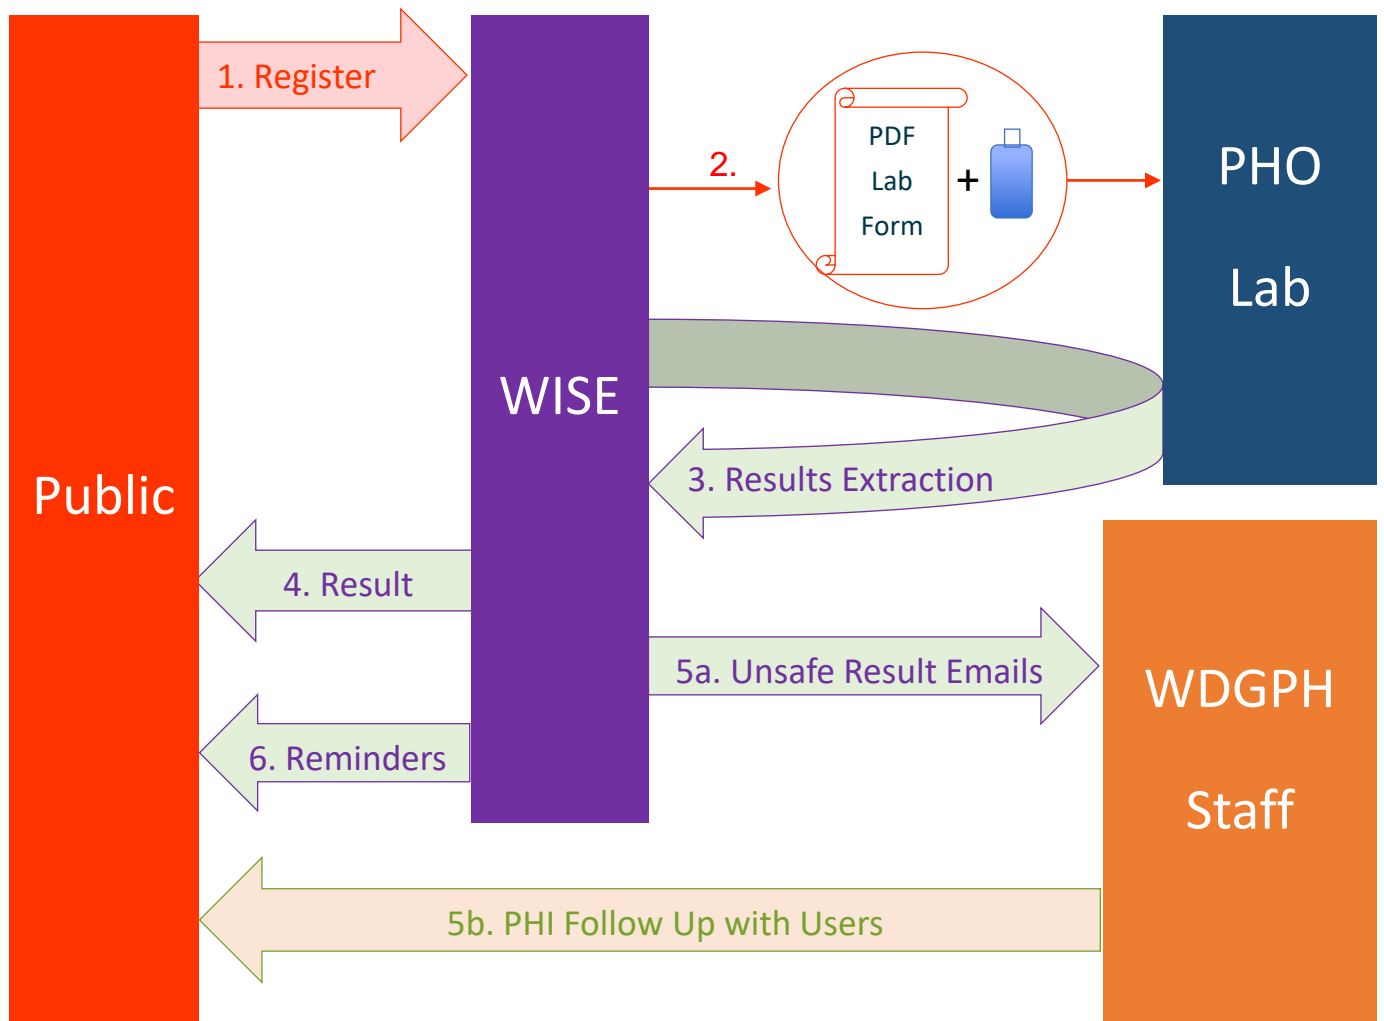 1. Register
2.
PDF
Lab
Form
+
PHO
Lab
WISE
Public
3. Results Extraction
4. Result
5a. Unsafe Result Emails
WDGPH
Staff
6. Reminders
5b. PHI Follow Up with Users